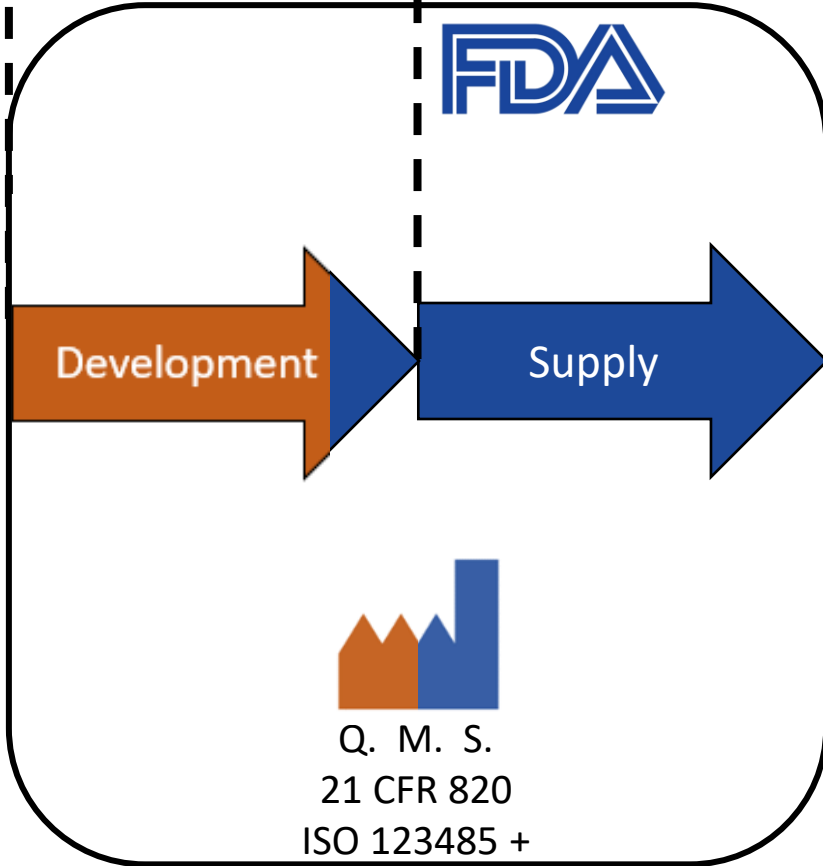 FDA
Development
Supply
Q. M. S.
21 CFR 820
ISO 123485 +